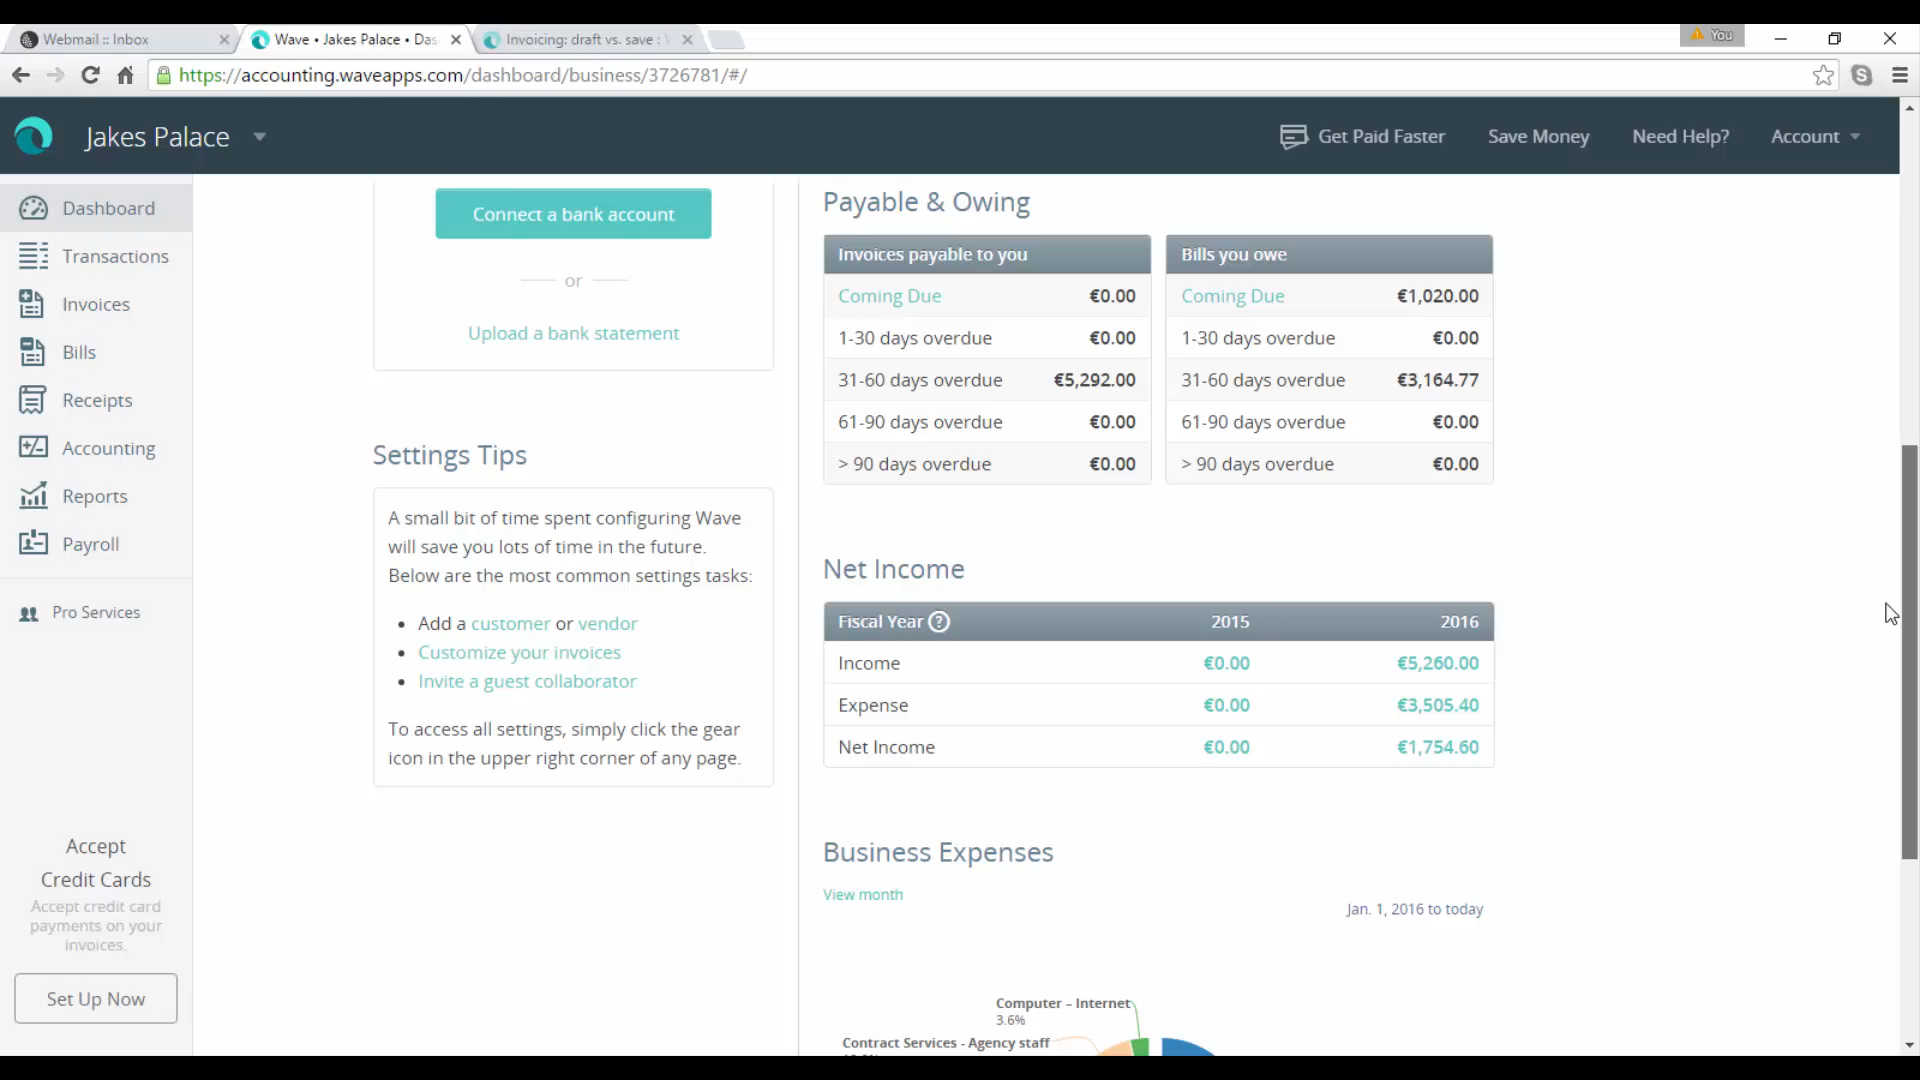 Webmail :: Inbox
Wave • Jakes Palace • Das
Invoicing: draft vs. save :
You
https://accounting.waveapps.com/dashboard/business/3726781/#/
Jakes Palace
Get Paid Faster
Save Money
Need Help?
Account
Dashboard
Transactions
Invoices
Bills
Receipts
Accounting
Reports
Payroll
Pro Services
Accept
Credit Cards
Accept credit card
payments on your
invoices.
Set Up Now
Connect a bank account
or
Upload a bank statement
Settings Tips
A small bit of time spent configuring Wave
will save you lots of time in the future.
Below are the most common settings tasks:
• Add a customer or vendor
• Customize your invoices
• Invite a guest collaborator
To access all settings, simply click the gear
icon in the upper right corner of any page.
Payable & Owing
Invoices payable to you
Coming Due €0.00
1-30 days overdue €0.00
31-60 days overdue €5,292.00
61-90 days overdue €0.00
> 90 days overdue €0.00
Bills you owe
Coming Due €1,020.00
1-30 days overdue €0.00
31-60 days overdue €3,164.77
61-90 days overdue €0.00
> 90 days overdue €0.00
Net Income
Fiscal Year ? 2015 2016
Income €0.00 €5,260.00
Expense €0.00 €3,505.40
Net Income €0.00 €1,754.60
Business Expenses
View month
Jan. 1, 2016 to today
Computer – Internet
3.6%
Contract Services - Agency staff